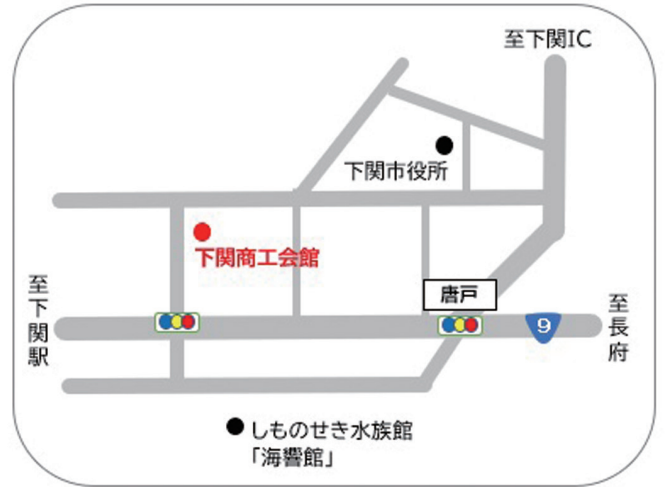 至下関IC
下関市役所
下関商工会館
至下関駅
唐戸
9
至長府
しものせき水族館
「海響館」